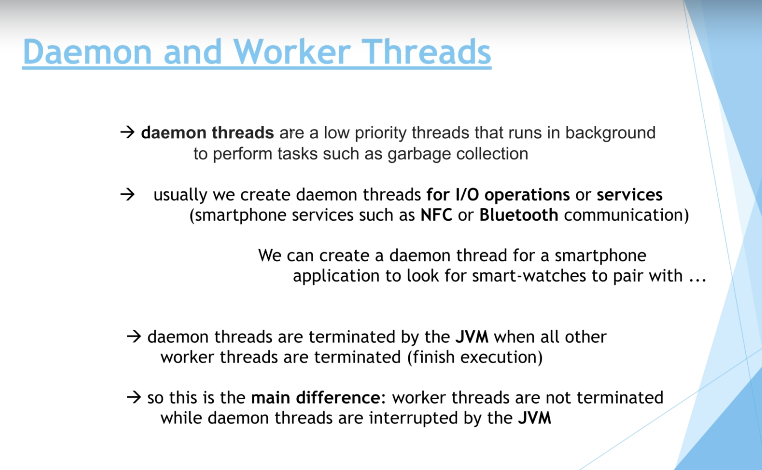 Daemon and Worker Threads
→ daemon threads are a low priority threads that runs in background
to perform tasks such as garbage collection
→ usually we create daemon threads for I/O operations or services
(smartphone services such as NFC or Bluetooth communication)
We can create a daemon thread for a smartphone
application to look for smart-watches to pair with ...
→ daemon threads are terminated by the JVM when all other
worker threads are terminated (finish execution)
→ so this is the main difference: worker threads are not terminated
while daemon threads are interrupted by the JVM